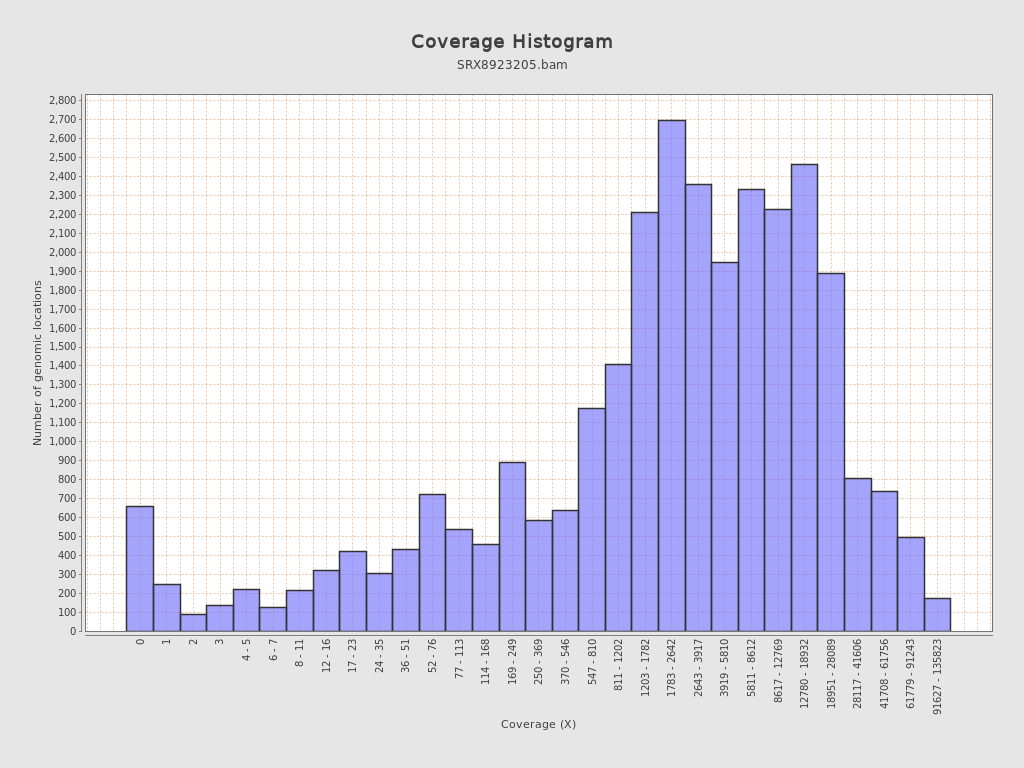 Coverage Histogram
SRX8923205.bam
2,800
2,700
2,600
2,500
2,400
2,300
2,200
2,100
2,000
1,900
1,800
1,700
1,600
1,500
1,400
1,300
1,200
1,100
1,000
900
800
700
600
500
400
300
200
100
0
Number of genomic locations
0
1
2
3
4 - 5
6 - 7
8 - 11
12 - 16
17 - 23
24 - 35
36 - 51
52 - 76
77 - 113
114 - 168
169 - 249
250 - 369
370 - 546
547 - 810
811 - 1202
1203 - 1782
1783 - 2642
2643 - 3917
3919 - 5810
5811 - 8612
8617 - 12769
12780 - 18932
18951 - 28089
28117 - 41606
41708 - 61756
61779 - 91243
91627 - 135823
Coverage (X)